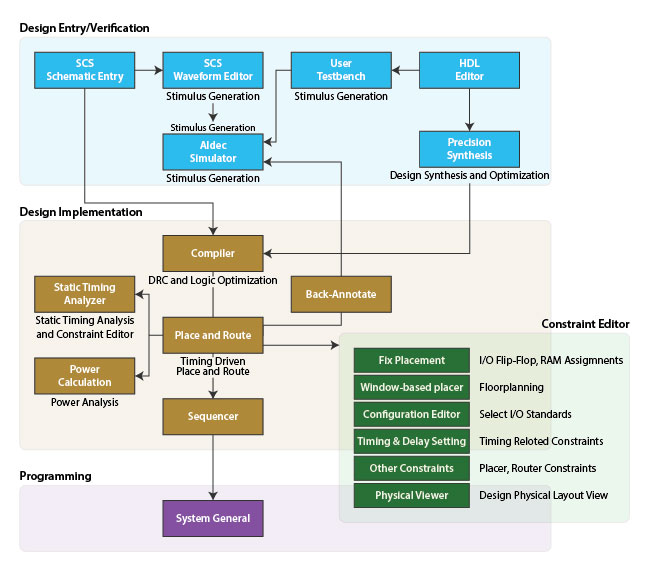 Design Entry/Verification
SCS
Schematic Entry
SCS
Waveform Editor
User
Testbench
HDL
Editor
Stimulus Generation
Stimulus Generation
Stimulus Generation
Aldec
Simulator
Precision
Synthesis
Stimulus Generation
Design Synthesis and Optimization
Design Implementation
Compiler
DRC and Logic Optimization
Static Timing
Analyzer
Back-Annotate
Static Timing Analysis
and Constraint Editor
Place and Route
Timing Driven
Place and Route
Power
Calculation
Power Analysis
Sequencer
Constraint Editor
Fix Placement
I/O Flip-Flop, RAM Assigmnents
Window-based placer
Floorplanning
Configuration Editor
Select I/O Standards
Timing & Delay Setting
Timing Reloted Constraints
Other Constraints
Placer, Router Constraints
Physical Viewer
Design Physical Layout View
Programming
System General